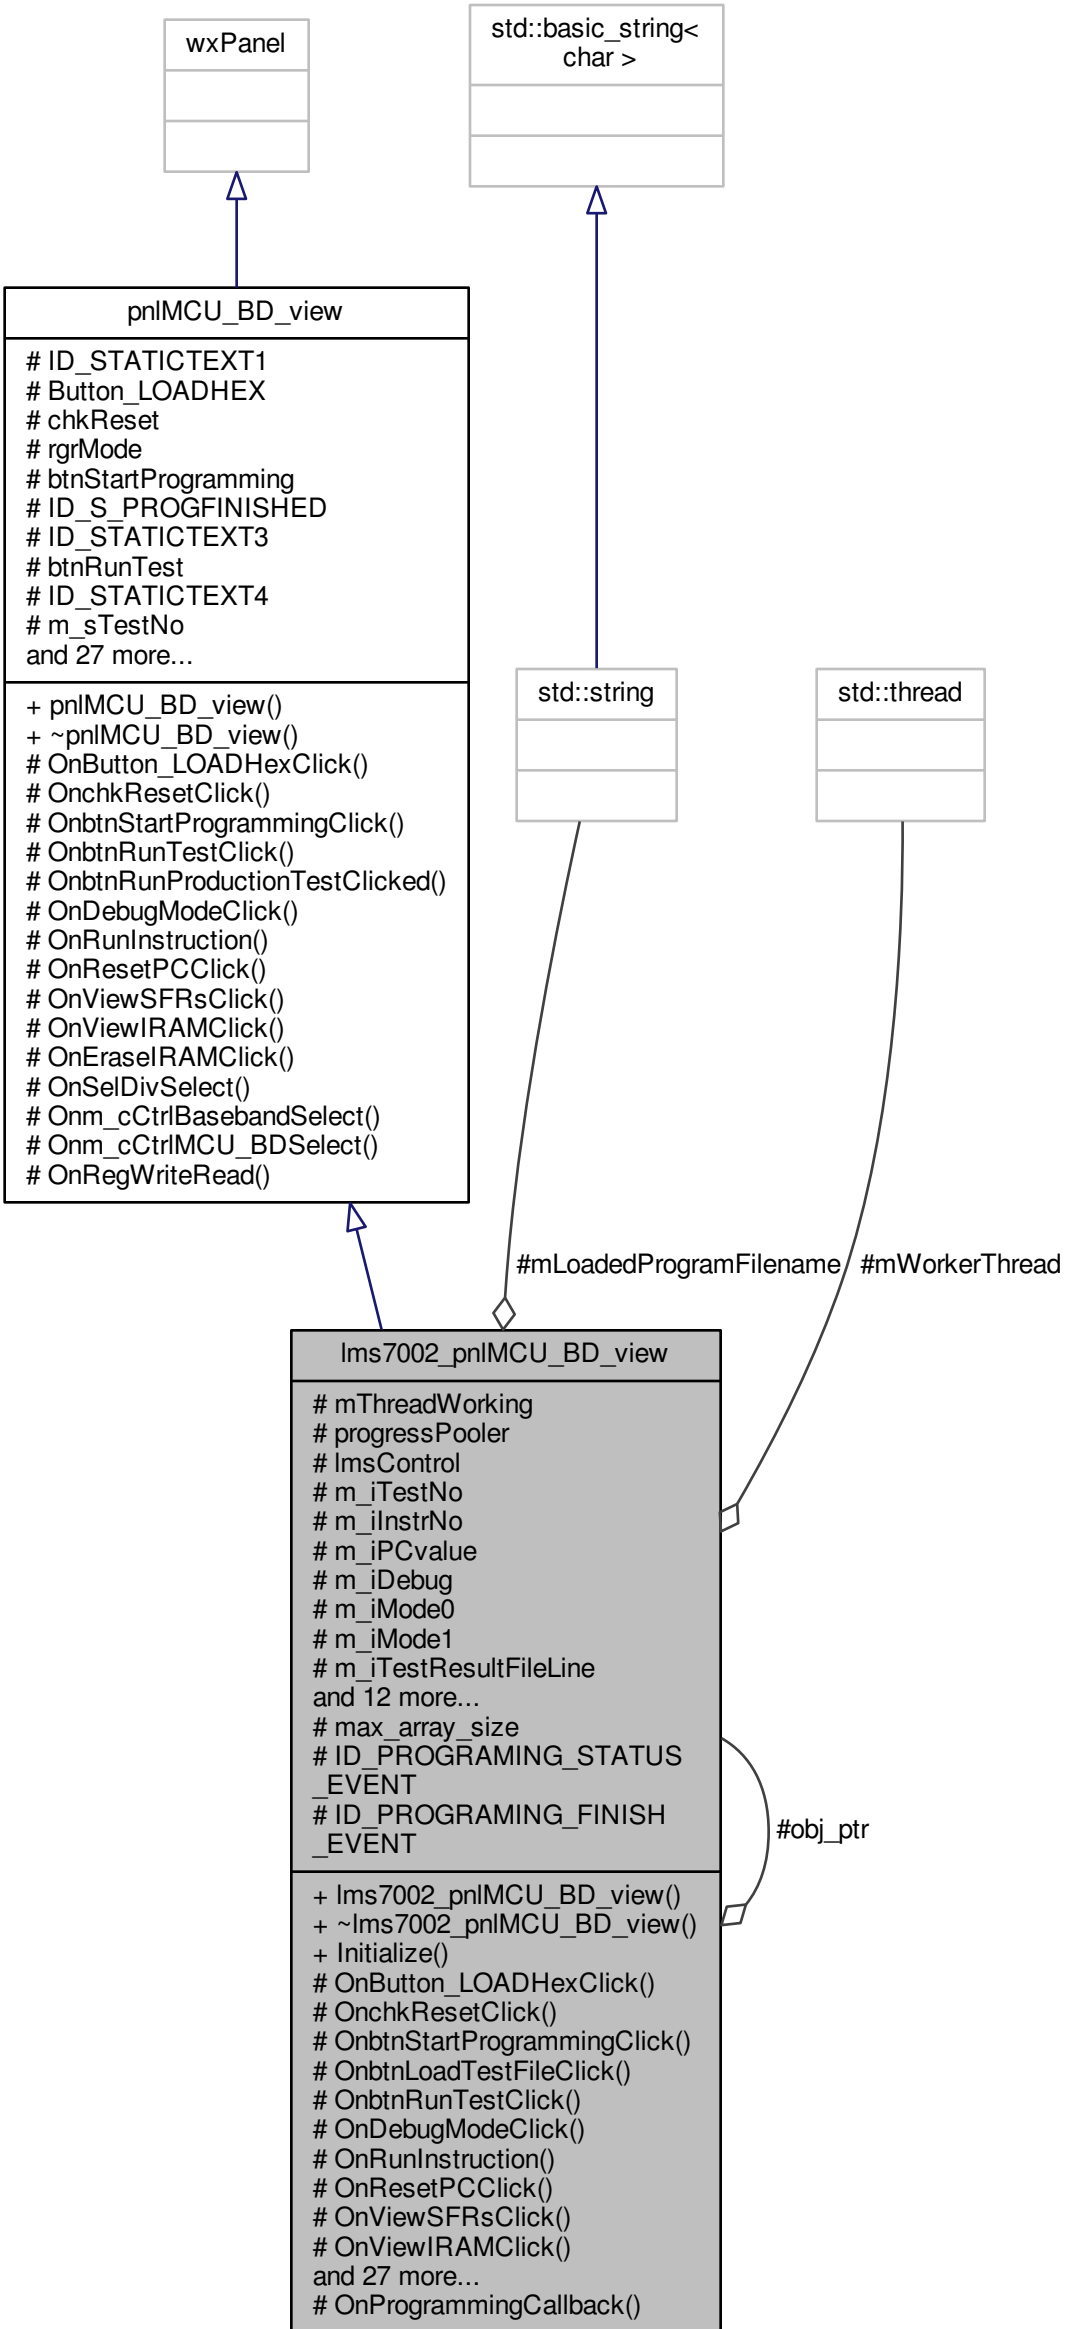 wxPanel
std::basic_string<
char >
pnlMCU_BD_view
# ID_STATICTEXT1
# Button_LOADHEX
# chkReset
# rgrMode
# btnStartProgramming
# ID_S_PROGFINISHED
# ID_STATICTEXT3
# btnRunTest
# ID_STATICTEXT4
# m_sTestNo
and 27 more...
+ pnlMCU_BD_view()
+ ~pnlMCU_BD_view()
# OnButton_LOADHexClick()
# OnchkResetClick()
# OnbtnStartProgrammingClick()
# OnbtnRunTestClick()
# OnbtnRunProductionTestClicked()
# OnDebugModeClick()
# OnRunInstruction()
# OnResetPCClick()
# OnViewSFRsClick()
# OnViewIRAMClick()
# OnEraseIRAMClick()
# OnSelDivSelect()
# Onm_cCtrlBasebandSelect()
# Onm_cCtrlMCU_BDSelect()
# OnRegWriteRead()
std::string
std::thread
#mLoadedProgramFilename
#mWorkerThread
lms7002_pnlMCU_BD_view
# mThreadWorking
# progressPooler
# lmsControl
# m_iTestNo
# m_iInstrNo
# m_iPCvalue
# m_iDebug
# m_iMode0
# m_iMode1
# m_iTestResultFileLine
and 12 more...
# max_array_size
# ID_PROGRAMING_STATUS
_EVENT
# ID_PROGRAMING_FINISH
_EVENT
#obj_ptr
+ lms7002_pnlMCU_BD_view()
+ ~lms7002_pnlMCU_BD_view()
+ Initialize()
# OnButton_LOADHexClick()
# OnchkResetClick()
# OnbtnStartProgrammingClick()
# OnbtnLoadTestFileClick()
# OnbtnRunTestClick()
# OnDebugModeClick()
# OnRunInstruction()
# OnResetPCClick()
# OnViewSFRsClick()
# OnViewIRAMClick()
and 27 more...
# OnProgrammingCallback()